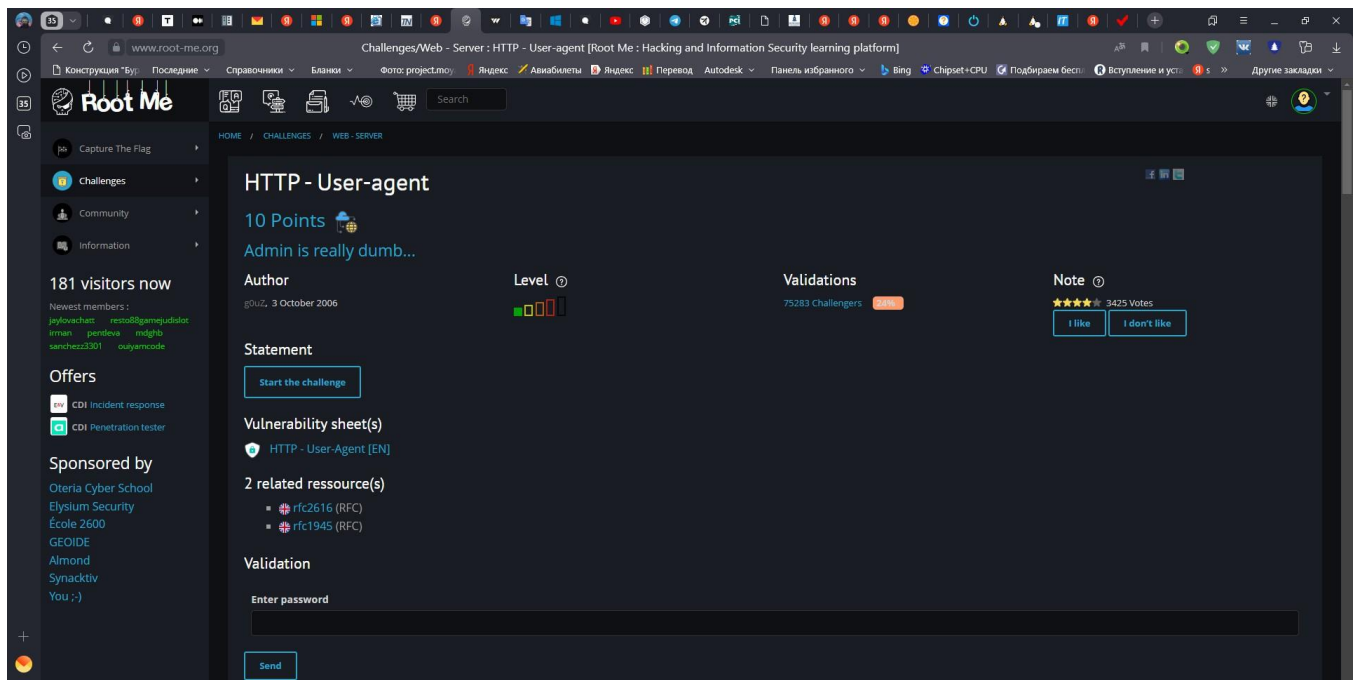 35
www.root-me.org
Challenges/Web - Server : HTTP - User-agent [Root Me : Hacking and Information Security learning platform]
Конструкция "Бур
Последние
Справочники
Бланки
Фото: project.moy
Яндекс
Авиабилеты
Яндекс
Перевод
Autodesk
Панель избранного
Bing
Chipset+CPU
Подбираем бесп
Вступление и уст
s
»
Другие закладки
35
Root Me
Search
HOME / CHALLENGES / WEB - SERVER
Capture The Flag
Challenges
Community
Information
181 visitors now
Newest members :
jaylovachatt resto88gamejudislot
irman pentleva mdghb
sanchezz3301 ouiyamcode
Offers
CDI Incident response
CDI Penetration tester
Sponsored by
Oteria Cyber School
Elysium Security
École 2600
GEOIDE
Almond
Synacktiv
You ;-)
HTTP - User-agent
10 Points
Admin is really dumb...
Author
g0uZ, 3 October 2006
Level
Validations
75283 Challengers 24%
Note
3425 Votes
I like
I don't like
Statement
Start the challenge
Vulnerability sheet(s)
HTTP - User-Agent [EN]
2 related ressource(s)
rfc2616 (RFC)
rfc1945 (RFC)
Validation
Enter password
Send